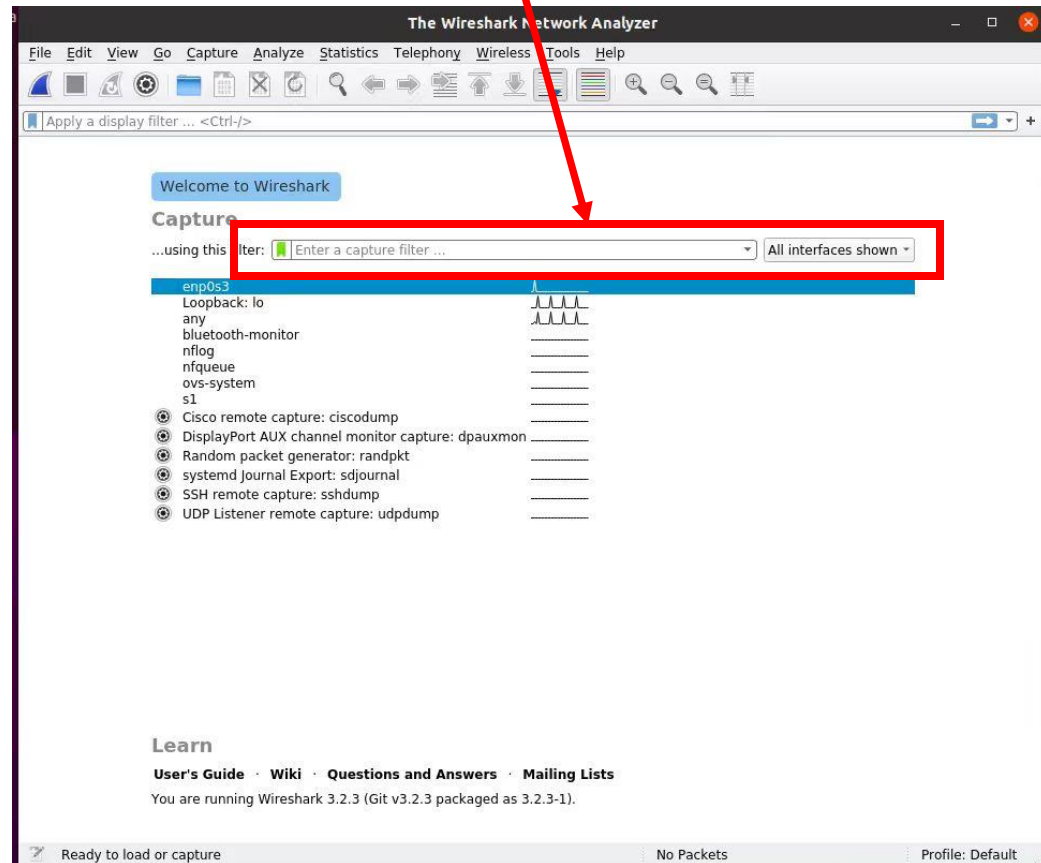 The Wireshark Network Analyzer
File Edit View Go Capture Analyze Statistics Telephony Wireless Tools Help
Apply a display filter ... <Ctrl-/>
+
Welcome to Wireshark
Capture
...using this filter: Enter a capture filter ... All interfaces shown
enp0s3
Loopback: lo
any
bluetooth-monitor
nflog
nfqueue
ovs-system
s1
Cisco remote capture: ciscodump
DisplayPort AUX channel monitor capture: dpauxmon
Random packet generator: randpkt
systemd Journal Export: sdjournal
SSH remote capture: sshdump
UDP Listener remote capture: udpdump
Learn
User's Guide · Wiki · Questions and Answers · Mailing Lists
You are running Wireshark 3.2.3 (Git v3.2.3 packaged as 3.2.3-1).
Ready to load or capture No Packets Profile: Default